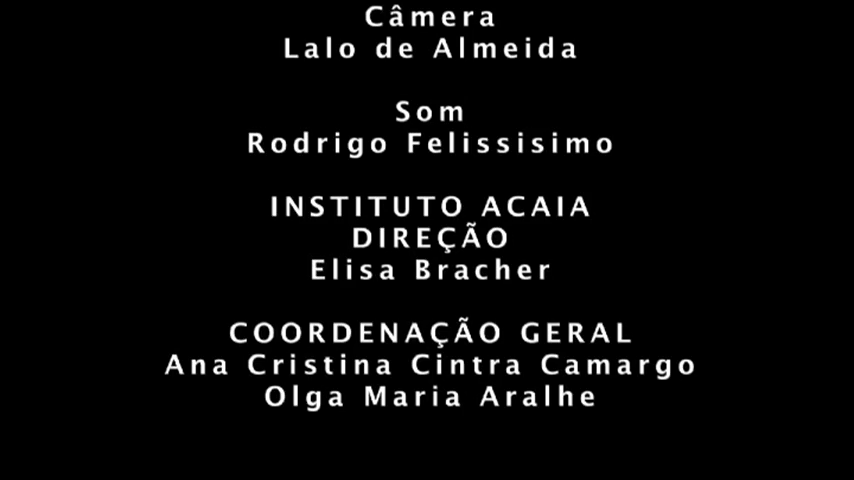 Câmera
Lalo de Almeida
Som
Rodrigo Felissisimo
INSTITUTO ACAIA
DIREÇÃO
Elisa Bracher
COORDENAÇÃO GERAL
Ana Cristina Cintra Camargo
Olga Maria Aralhe